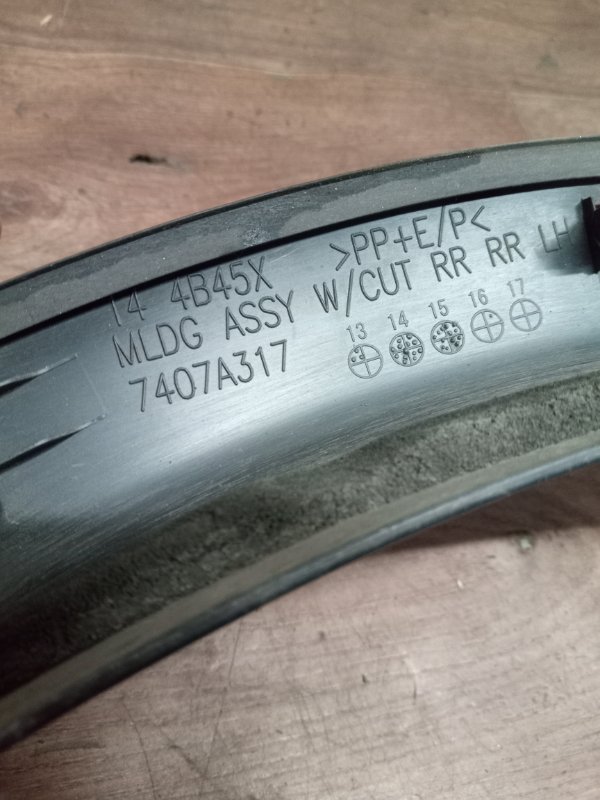 14 4B45X >PP+E/P<
MLDG ASSY W/CUT RR RR LH
7407A317
13 14 15 16 17